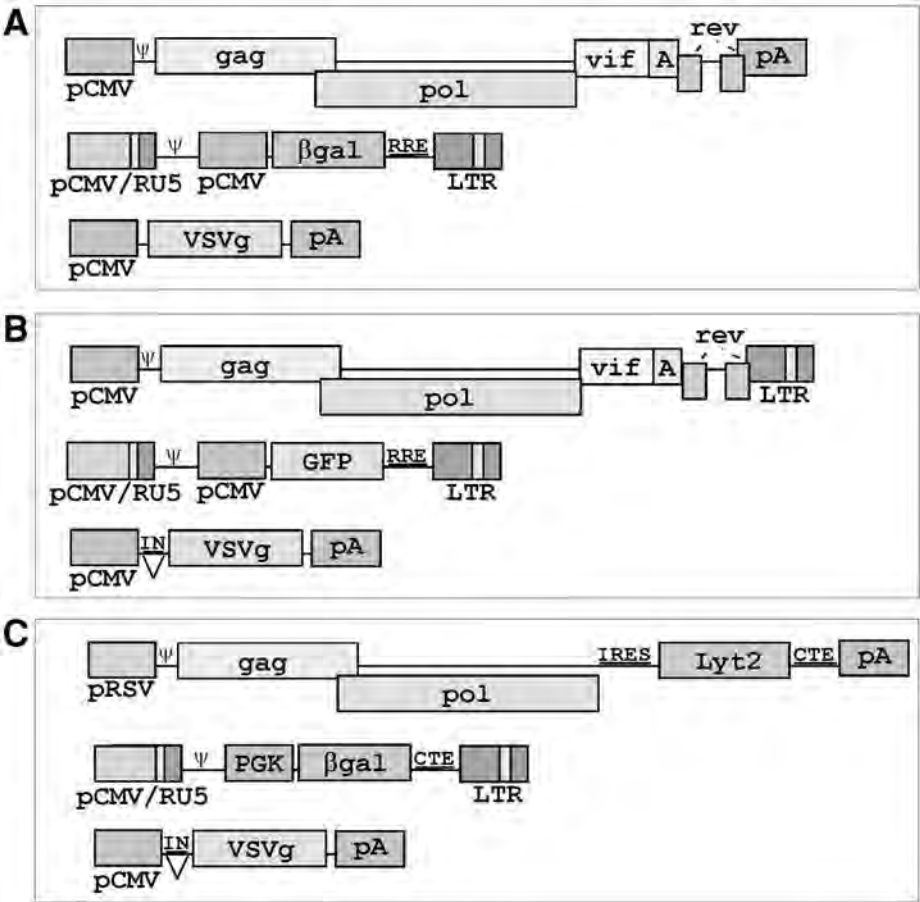 A
rev
ψ gag vif A pA
pCMV pol
ψ βgal RRE
pCMV/RU5 pCMV LTR
VSVg pA
pCMV
B
rev
ψ gag vif A
pCMV pol LTR
ψ GFP RRE
pCMV/RU5 pCMV LTR
IN VSVg pA
pCMV
C
ψ gag IRES Lyt2 CTE pA
pRSV pol
ψ PGK βgal CTE
pCMV/RU5 LTR
IN VSVg pA
pCMV